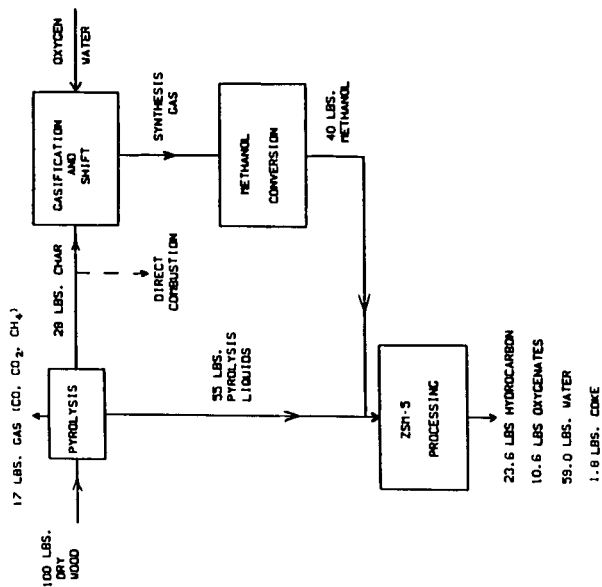 100 LBS.
DRY
WOOD
17 LBS. GAS (CO, CO₂, CH₄)
PYROLYSIS
28 LBS. CHAR
DIRECT
COMBUSTION
GASIFICATION
AND
SHIFT
OXYGEN
WATER
SYNTHESIS
GAS
METHANOL
CONVERSION
40 LBS.
METHANOL
55 LBS.
PYROLYSIS
LIQUIDS
ZSM-5
PROCESSING
23.6 LBS HYDROCARBON
10.6 LBS OXYGENATES
59.0 LBS. WATER
1.8 LBS. COKE